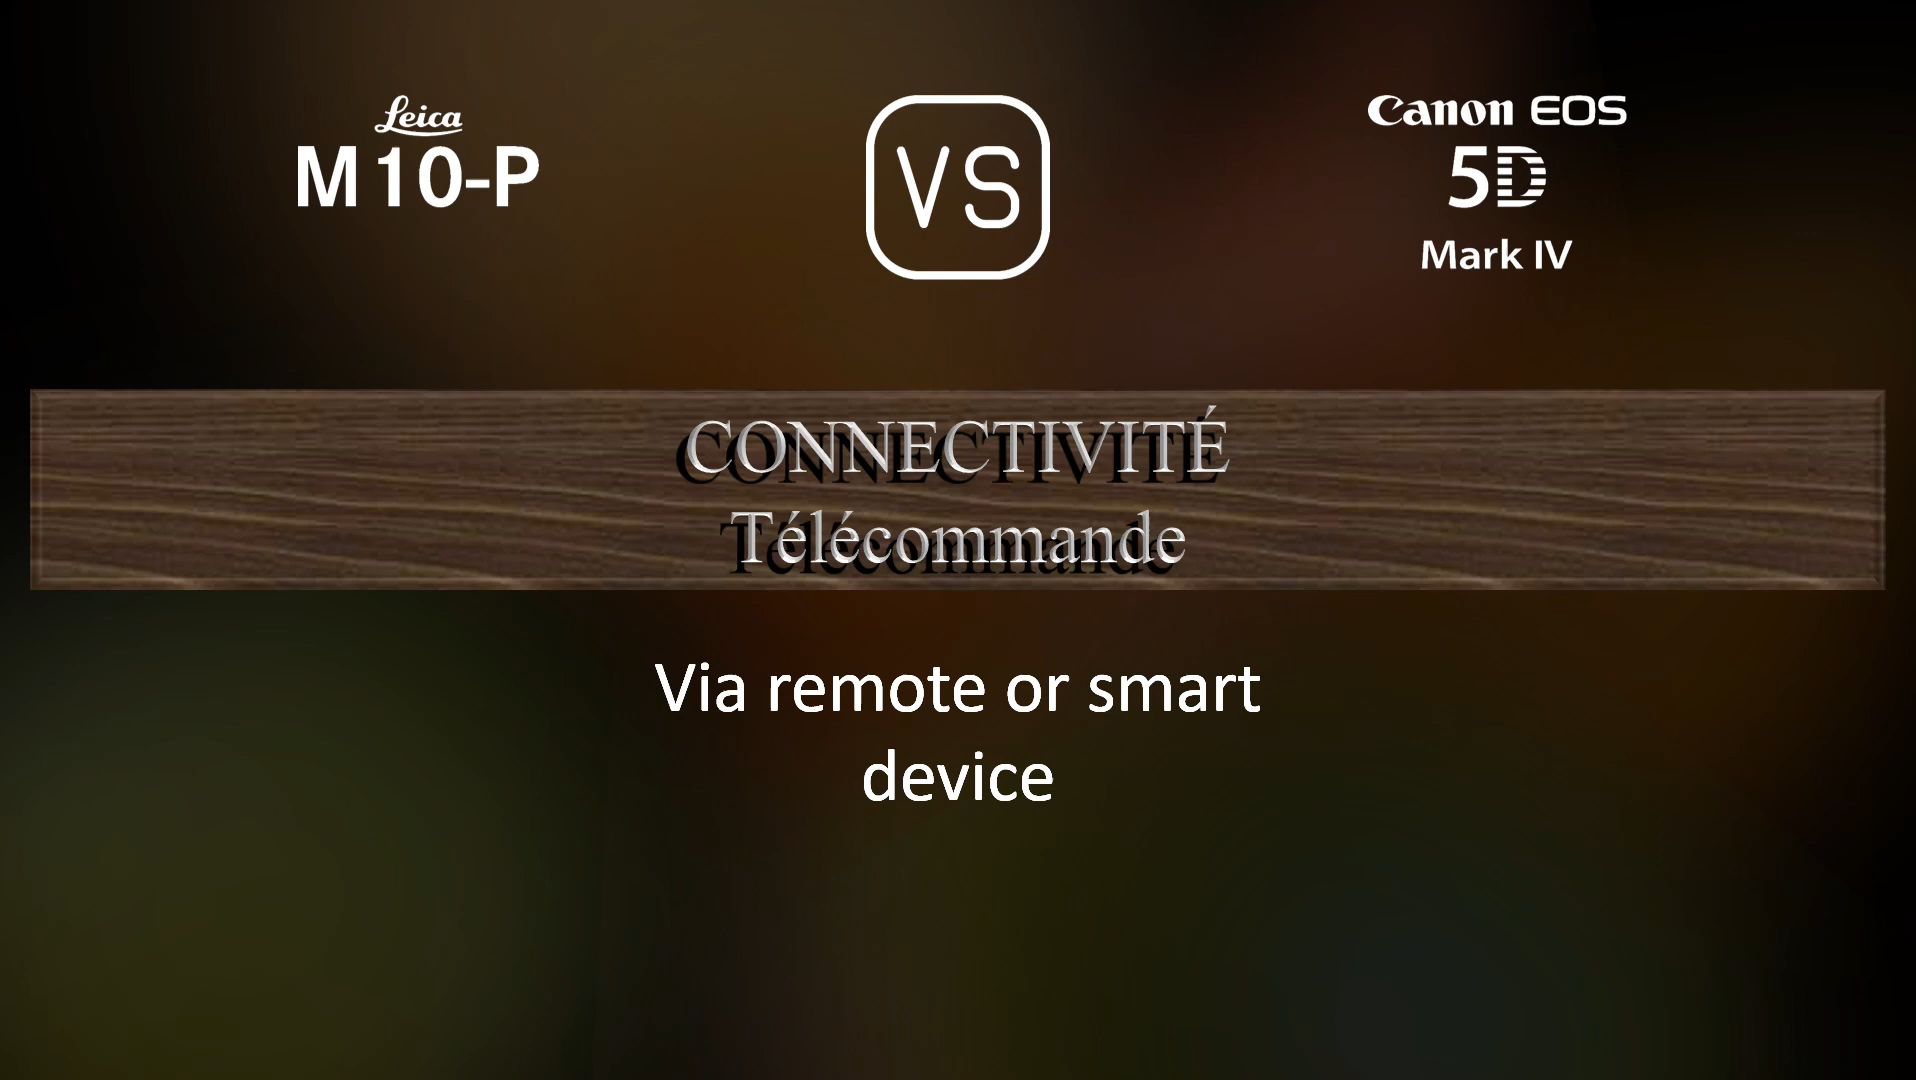 Leica
M10-P
VS
Canon EOS
5D
Mark IV
CONNECTIVITÉ
Télécommande
Via remote or smart
device